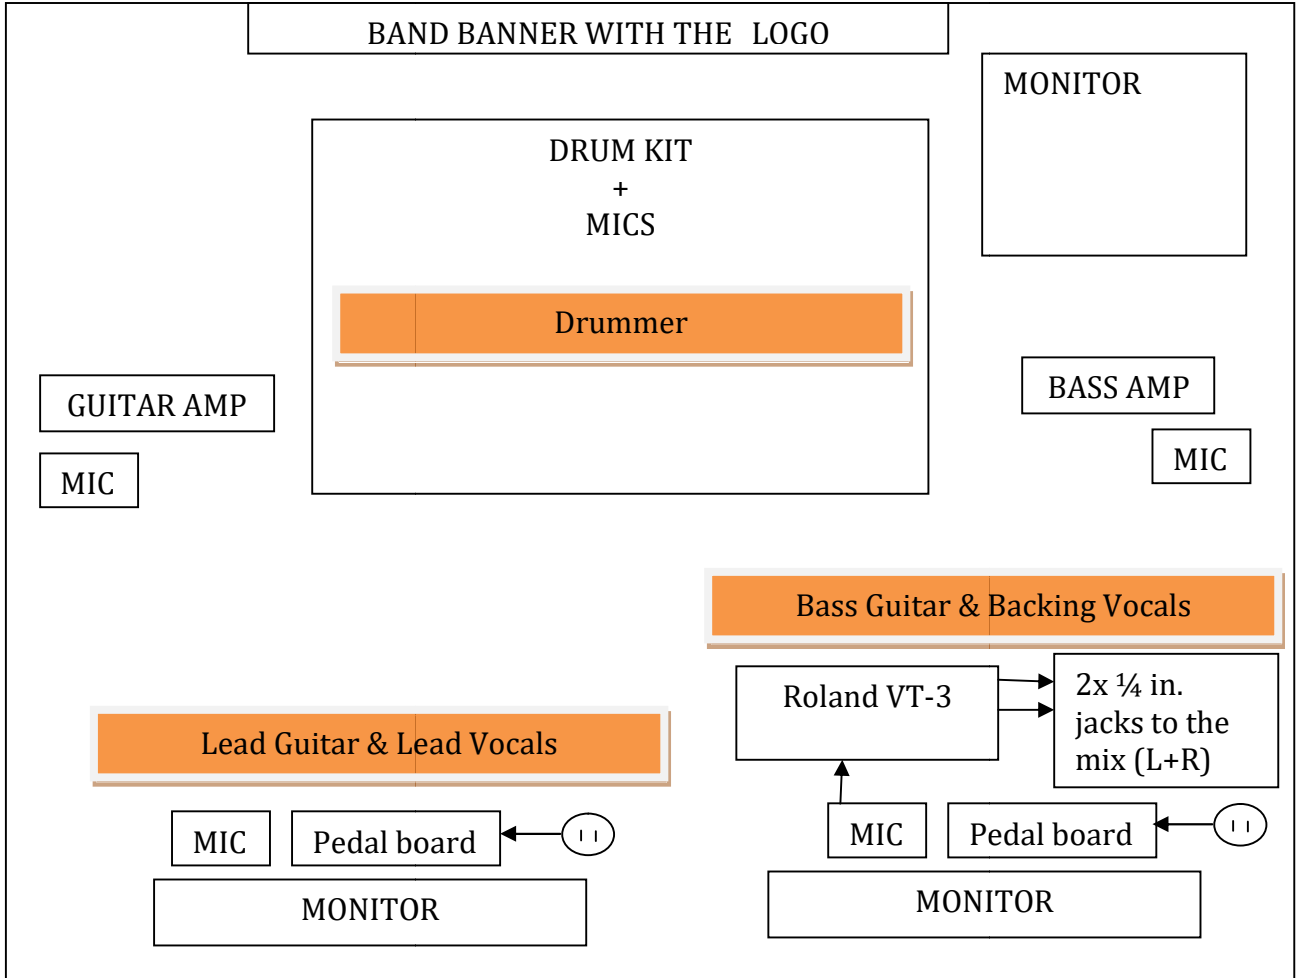 BAND BANNER WITH THE LOGO
MONITOR
DRUM KIT
+
MICS
Drummer
GUITAR AMP
BASS AMP
MIC
MIC
Bass Guitar & Backing Vocals
Roland VT-3
2x ¼ in.
jacks to the
mix (L+R)
Lead Guitar & Lead Vocals
MIC
Pedal board
MIC
Pedal board
MONITOR
MONITOR